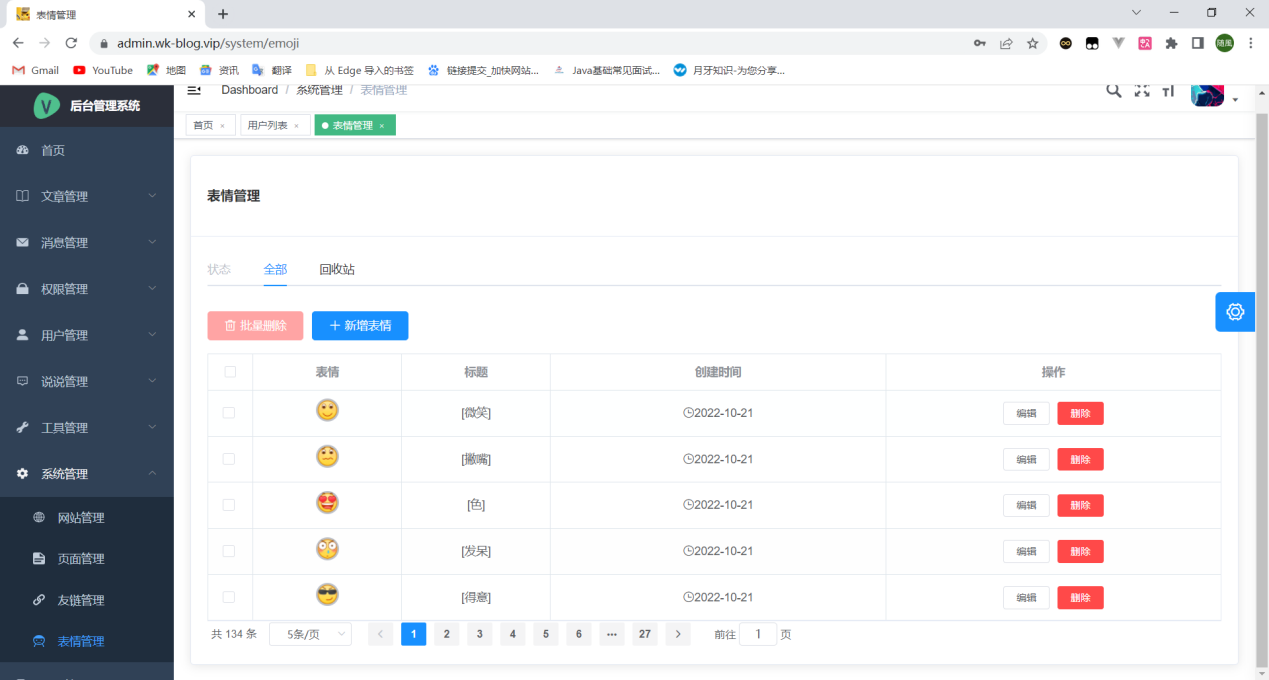 表情管理
admin.wk-blog.vip/system/emoji
随風
Gmail YouTube 地图 资讯 翻译 从 Edge 导入的书签 链接提交_加快网站... Java基础常见面试... 月牙知识-为您分享...
V 后台管理系统
Dashboard / 系统管理 / 表情管理
首页 × 用户列表 × 表情管理 ×
首页
文章管理
消息管理
权限管理
用户管理
说说管理
工具管理
系统管理
网站管理
页面管理
友链管理
表情管理
表情管理
状态 全部 回收站
批量删除 + 新增表情
表情 标题 创建时间 操作
[微笑] 2022-10-21 编辑 删除
[撇嘴] 2022-10-21 编辑 删除
[色] 2022-10-21 编辑 删除
[发呆] 2022-10-21 编辑 删除
[得意] 2022-10-21 编辑 删除
共 134 条 5条/页 < 1 2 3 4 5 6 ••• 27 > 前往 1 页